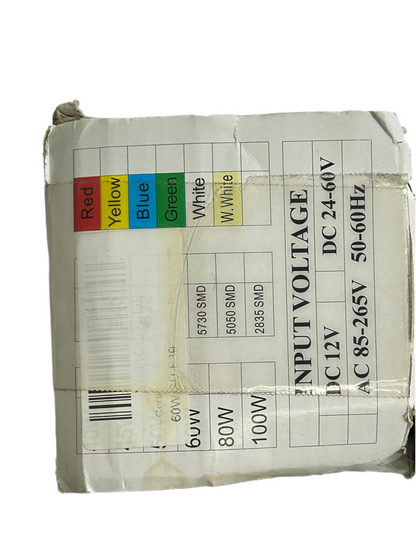 Red
Yellow
Blue
Green
White
W.White
5730 SMD
5050 SMD
2835 SMD
60W
60W
80W
100W
INPUT VOLTAGE
DC 12V DC 24-60V
AC 85-265V 50-60Hz